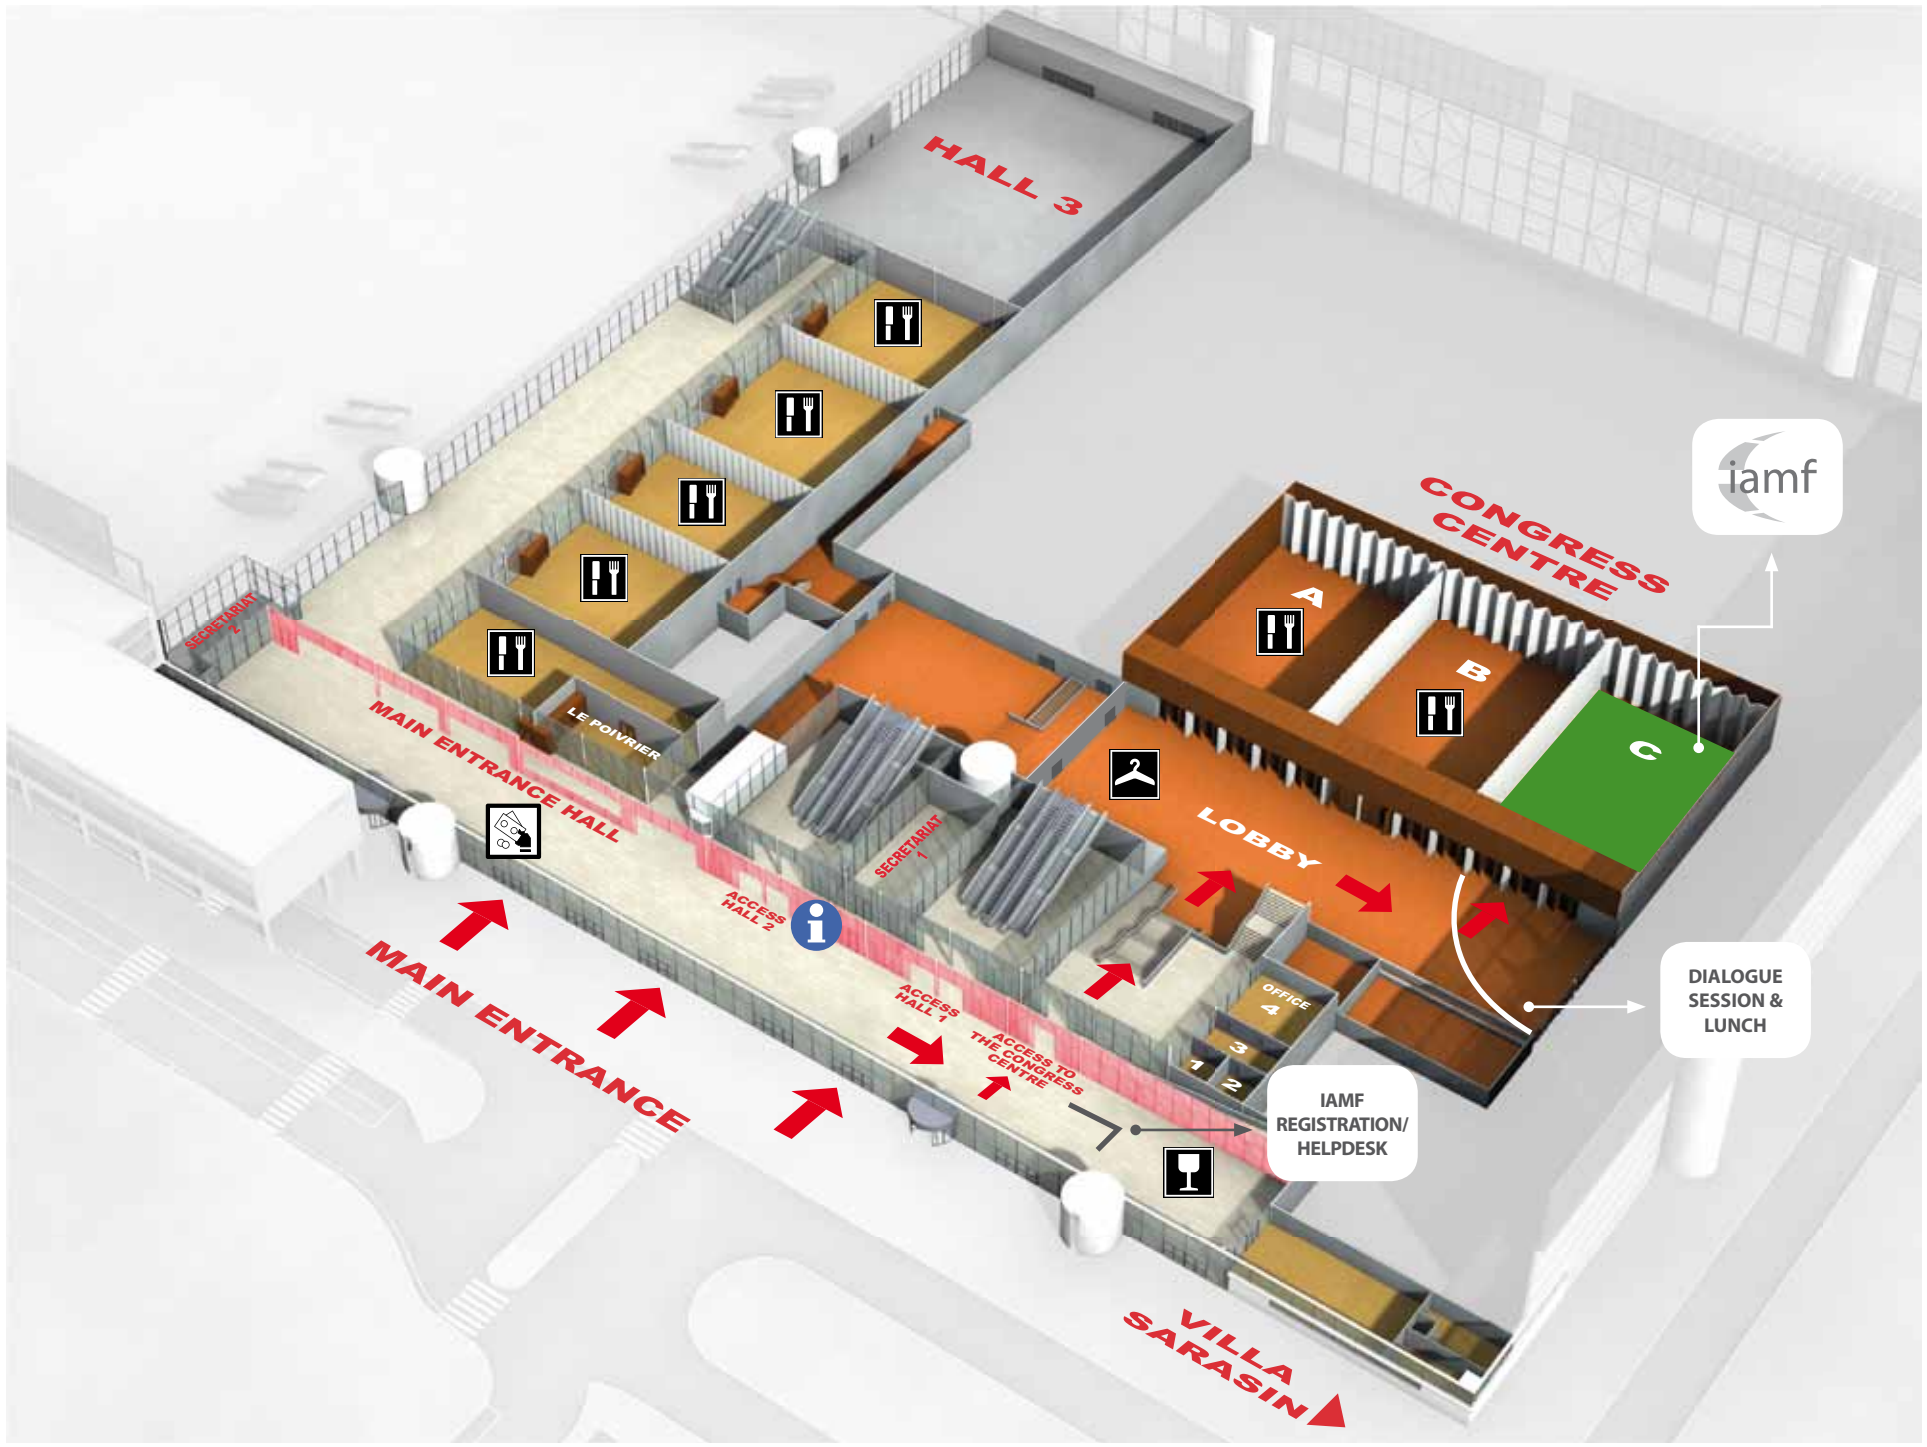 HALL 3
iamf
CONGRESS
CENTRE
A
B
C
SECRETARIAT
2
MAIN ENTRANCE HALL
LE POIVRIER
LOBBY
SECRETARIAT
1
ACCESS
HALL 2
i
MAIN ENTRANCE
ACCESS
HALL 1
ACCESS TO
THE CONGRESS
CENTRE
OFFICE
4
3
1
2
DIALOGUE
SESSION &
LUNCH
IAMF
REGISTRATION/
HELPDESK
VILLA
SARASIN